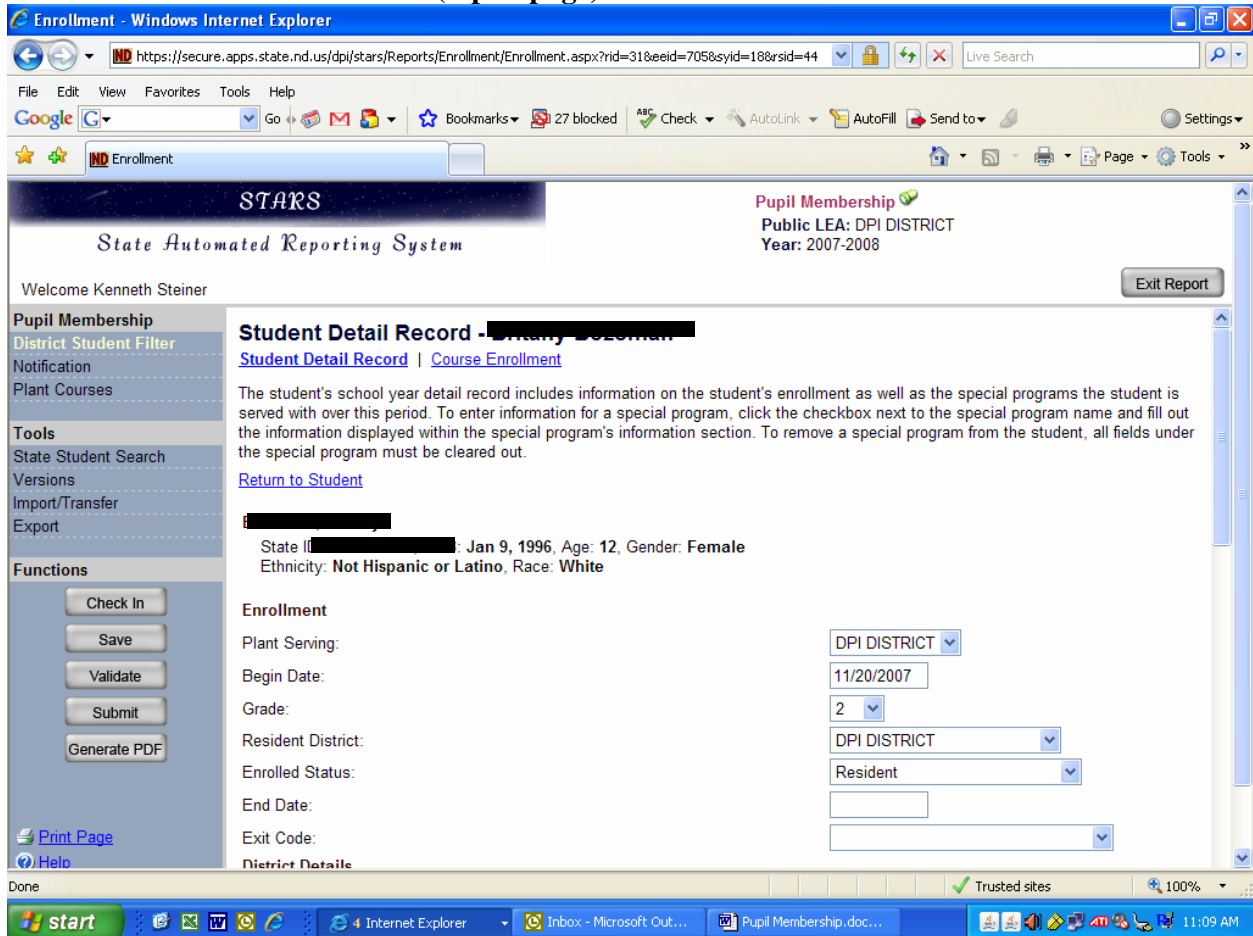 Enrollment - Windows Internet Explorer
https://secure.apps.state.nd.us/dpi/stars/Reports/Enrollment/Enrollment.aspx?rid=31&eeid=705&syid=18&rsid=44
Live Search
File Edit View Favorites Tools Help
Google Go Bookmarks 27 blocked ABC Check AutoLink AutoFill Send to Settings
ND Enrollment Page Tools
STARS
State Automated Reporting System
Pupil Membership
Public LEA: DPI DISTRICT
Year: 2007-2008
Welcome Kenneth Steiner
Exit Report
Pupil Membership
District Student Filter
Notification
Plant Courses
Tools
State Student Search
Versions
Import/Transfer
Export
Functions
Check In
Save
Validate
Submit
Generate PDF
Print Page
Help
Student Detail Record -
Student Detail Record | Course Enrollment
The student's school year detail record includes information on the student's enrollment as well as the special programs the student is
served with over this period. To enter information for a special program, click the checkbox next to the special program name and fill out
the information displayed within the special program's information section. To remove a special program from the student, all fields under
the special program must be cleared out.
Return to Student
State I : Jan 9, 1996, Age: 12, Gender: Female
Ethnicity: Not Hispanic or Latino, Race: White
Enrollment
Plant Serving: DPI DISTRICT
Begin Date: 11/20/2007
Grade: 2
Resident District: DPI DISTRICT
Enrolled Status: Resident
End Date:
Exit Code:
District Details
Done Trusted sites 100%
start 4 Internet Explorer Inbox - Microsoft Out... Pupil Membership.doc... 11:09 AM